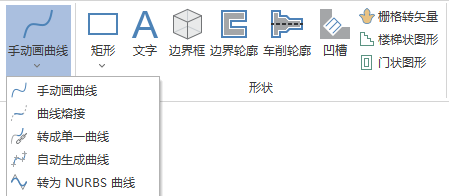 手动画曲线
矩形
文字
边界框
边界轮廓
车削轮廓
凹槽
栅格转矢量
楼梯状图形
门状图形
形状
手动画曲线
曲线熔接
转成单一曲线
自动生成曲线
转为 NURBS 曲线